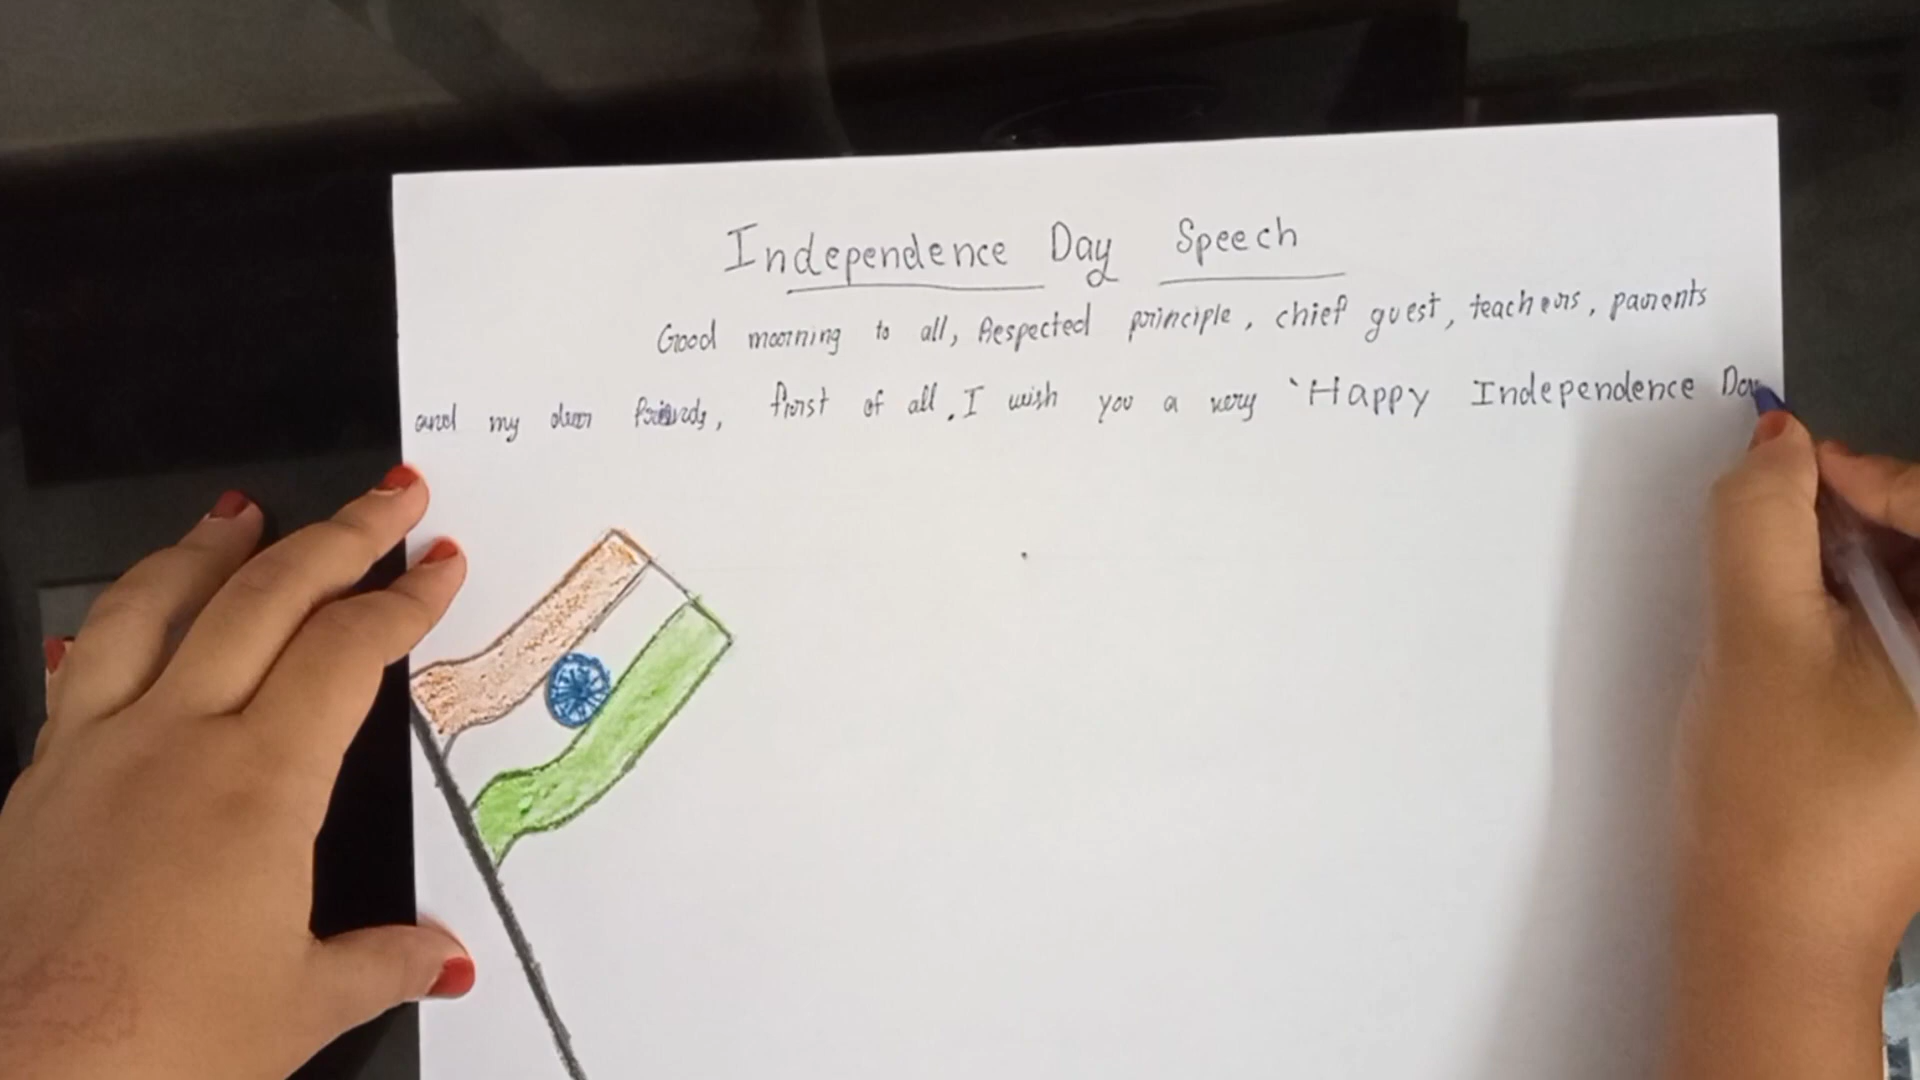 Independence Day Speech
Good morning to all, Respected principle, chief guest, teachers, parents
and my dear friends, first of all, I wish you a very 'Happy Independence Day